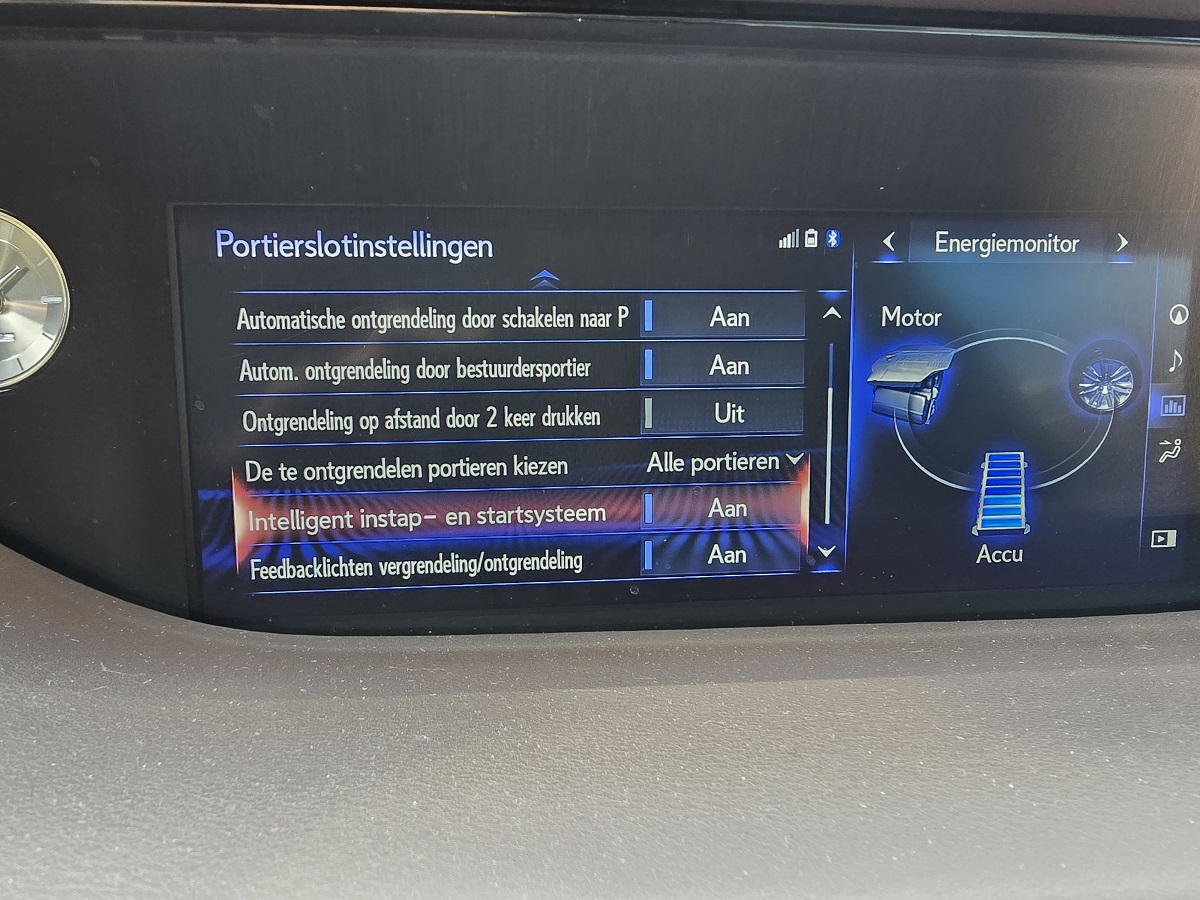 Portierslotinstellingen
Automatische ontgrendeling door schakelen naar P Aan
Autom. ontgrendeling door bestuurdersportier Aan
Ontgrendeling op afstand door 2 keer drukken Uit
De te ontgrendelen portieren kiezen Alle portieren
Intelligent instap- en startsysteem Aan
Feedbacklichten vergrendeling/ontgrendeling Aan
Energiemonitor
Motor
Accu